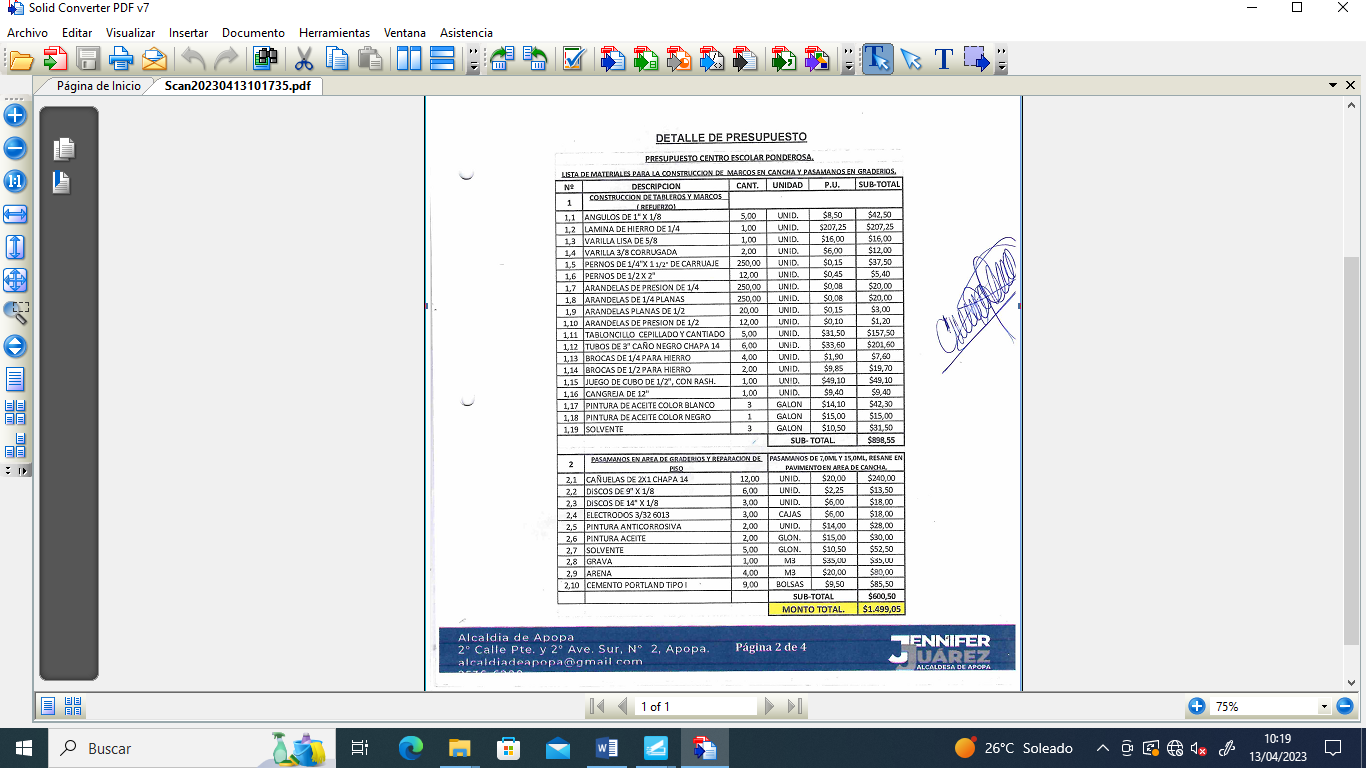 Solid Converter PDF v7
Archivo Editar Visualizar Insertar Documento Herramientas Ventana Asistencia
Página de Inicio Scan20230413101735.pdf
DETALLE DE PRESUPUESTO
PRESUPUESTO CENTRO ESCOLAR PONDEROSA.
LISTA DE MATERIALES PARA LA CONSTRUCCION DE MARCOS EN CANCHA Y PASAMANOS EN GRADERIOS.
Nº DESCRIPCION CANT. UNIDAD P.U. SUB-TOTAL
1 CONSTRUCCION DE TABLEROS Y MARCOS
( REFUERZO)
1,1 ANGULOS DE 1" X 1/8 5,00 UNID. $8,50 $42,50
1,2 LAMINA DE HIERRO DE 1/4 1,00 UNID. $207,25 $207,25
1,3 VARILLA LISA DE 5/8 1,00 UNID. $16,00 $16,00
1,4 VARILLA 3/8 CORRUGADA 2,00 UNID. $6,00 $12,00
1,5 PERNOS DE 1/4"X 1 1/2" DE CARRUAJE 250,00 UNID. $0,15 $37,50
1,6 PERNOS DE 1/2 X 2" 12,00 UNID. $0,45 $5,40
1,7 ARANDELAS DE PRESION DE 1/4 250,00 UNID. $0,08 $20,00
1,8 ARANDELAS DE 1/4 PLANAS 250,00 UNID. $0,08 $20,00
1,9 ARANDELAS PLANAS DE 1/2 20,00 UNID. $0,15 $3,00
1,10 ARANDELAS DE PRESION DE 1/2 12,00 UNID. $0,10 $1,20
1,11 TABLONCILLO CEPILLADO Y CANTIADO 5,00 UNID. $31,50 $157,50
1,12 TUBOS DE 3" CAÑO NEGRO CHAPA 14 6,00 UNID. $33,60 $201,60
1,13 BROCAS DE 1/4 PARA HIERRO 4,00 UNID. $1,90 $7,60
1,14 BROCAS DE 1/2 PARA HIERRO 2,00 UNID. $9,85 $19,70
1,15 JUEGO DE CUBO DE 1/2", CON RASH. 1,00 UNID. $49,10 $49,10
1,16 CANGREJA DE 12" 1,00 UNID. $9,40 $9,40
1,17 PINTURA DE ACEITE COLOR BLANCO 3 GALON $14,10 $42,30
1,18 PINTURA DE ACEITE COLOR NEGRO 1 GALON $15,00 $15,00
1,19 SOLVENTE 3 GALON $10,50 $31,50
SUB- TOTAL. $898,55
2 PASAMANOS EN AREA DE GRADERIOS Y REPARACION DE PISO PASAMANOS DE 7,0ML Y 15,0ML, RESANE EN PAVIMENTO EN AREA DE CANCHA.
2,1 CAÑUELAS DE 2X1 CHAPA 14 12,00 UNID. $20,00 $240,00
2,2 DISCOS DE 9" X 1/8 6,00 UNID. $2,25 $13,50
2,3 DISCOS DE 14" X 1/8 3,00 UNID. $6,00 $18,00
2,4 ELECTRODOS 3/32 6013 3,00 CAJAS $6,00 $18,00
2,5 PINTURA ANTICORROSIVA 2,00 UNID. $14,00 $28,00
2,6 PINTURA ACEITE 2,00 GLON. $15,00 $30,00
2,7 SOLVENTE 5,00 GLON. $10,50 $52,50
2,8 GRAVA 1,00 M3 $35,00 $35,00
2,9 ARENA 4,00 M3 $20,00 $80,00
2,10 CEMENTO PORTLAND TIPO I 9,00 BOLSAS $9,50 $85,50
SUB-TOTAL $600,50
MONTO TOTAL. $1.499,05
Alcaldia de Apopa
2° Calle Pte. y 2° Ave. Sur, N° 2, Apopa.
alcaldiadeapopa@gmail.com
Página 2 de 4
JENNIFER
JUÁREZ
ALCALDESA DE APOPA
1 of 1
75%
Buscar
26°C Soleado
10:19
13/04/2023